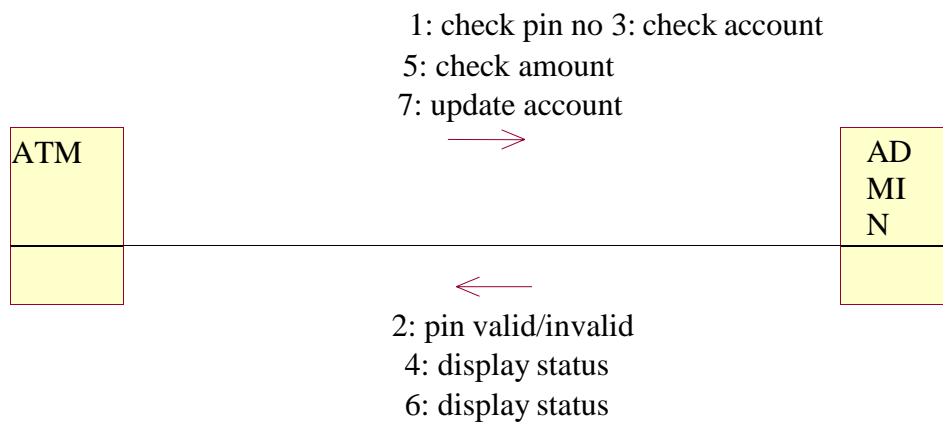 1: check pin no 3: check account
5: check amount
7: update account
ATM
AD
MI
N
2: pin valid/invalid
4: display status
6: display status